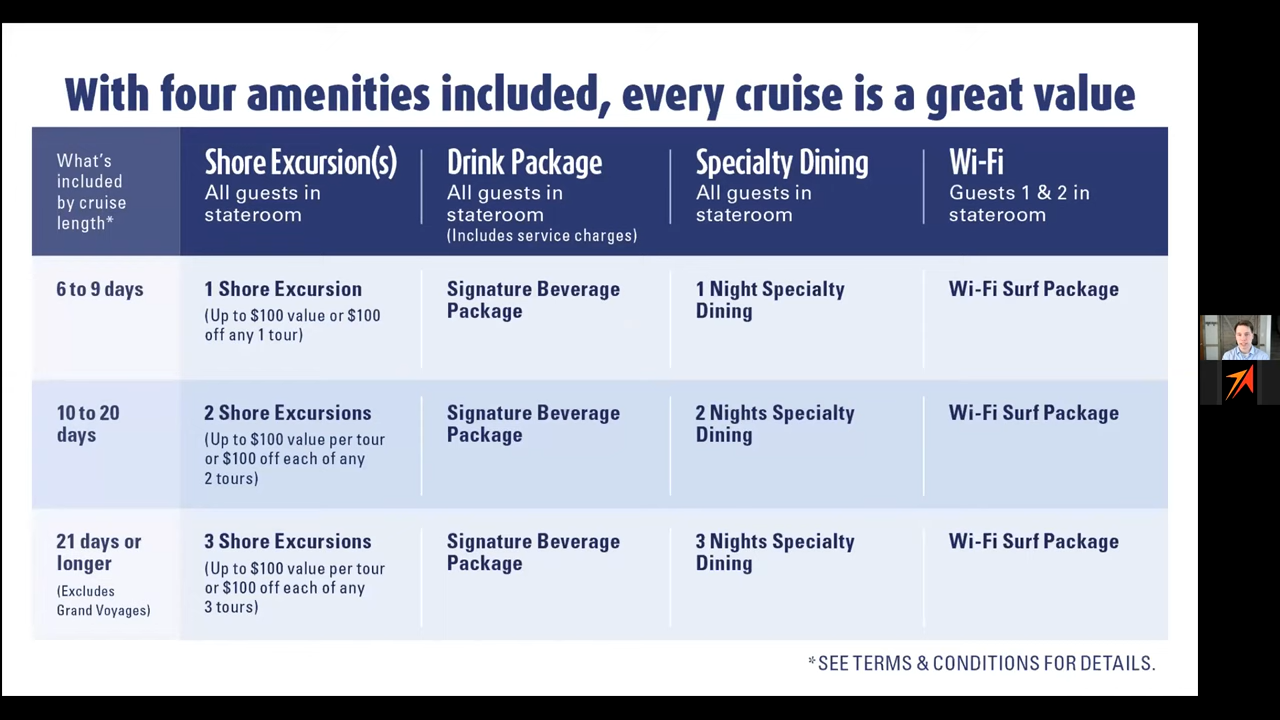 With four amenities included, every cruise is a great value
What's
included
by cruise
length*
Shore Excursion(s)
All guests in
stateroom
Drink Package
All guests in
stateroom
(Includes service charges)
Specialty Dining
All guests in
stateroom
Wi-Fi
Guests 1 & 2 in
stateroom
6 to 9 days
1 Shore Excursion
(Up to $100 value or $100
off any 1 tour)
Signature Beverage
Package
1 Night Specialty
Dining
Wi-Fi Surf Package
10 to 20
days
2 Shore Excursions
(Up to $100 value per tour
or $100 off each of any
2 tours)
Signature Beverage
Package
2 Nights Specialty
Dining
Wi-Fi Surf Package
21 days or
longer
(Excludes
Grand Voyages)
3 Shore Excursions
(Up to $100 value per tour
or $100 off each of any
3 tours)
Signature Beverage
Package
3 Nights Specialty
Dining
Wi-Fi Surf Package
*SEE TERMS & CONDITIONS FOR DETAILS.